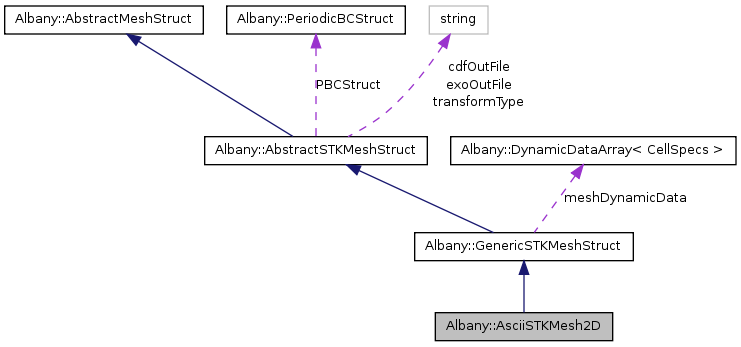 Albany::AbstractMeshStruct
Albany::PeriodicBCStruct
string
cdfOutFile
exoOutFile
transformType
PBCStruct
Albany::AbstractSTKMeshStruct
Albany::DynamicDataArray< CellSpecs >
meshDynamicData
Albany::GenericSTKMeshStruct
Albany::AsciiSTKMesh2D